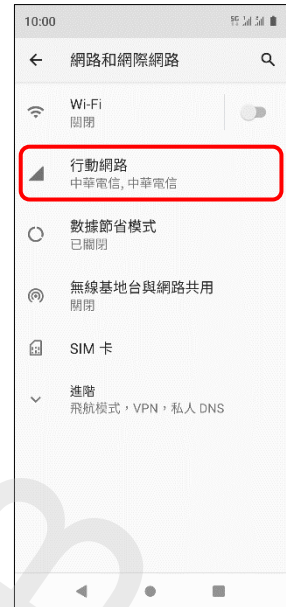 10:00
網路和網際網路
Wi-Fi
關閉
行動網路
中華電信, 中華電信
數據節省模式
已關閉
無線基地台與網路共用
關閉
SIM 卡
進階
飛航模式，VPN，私人 DNS